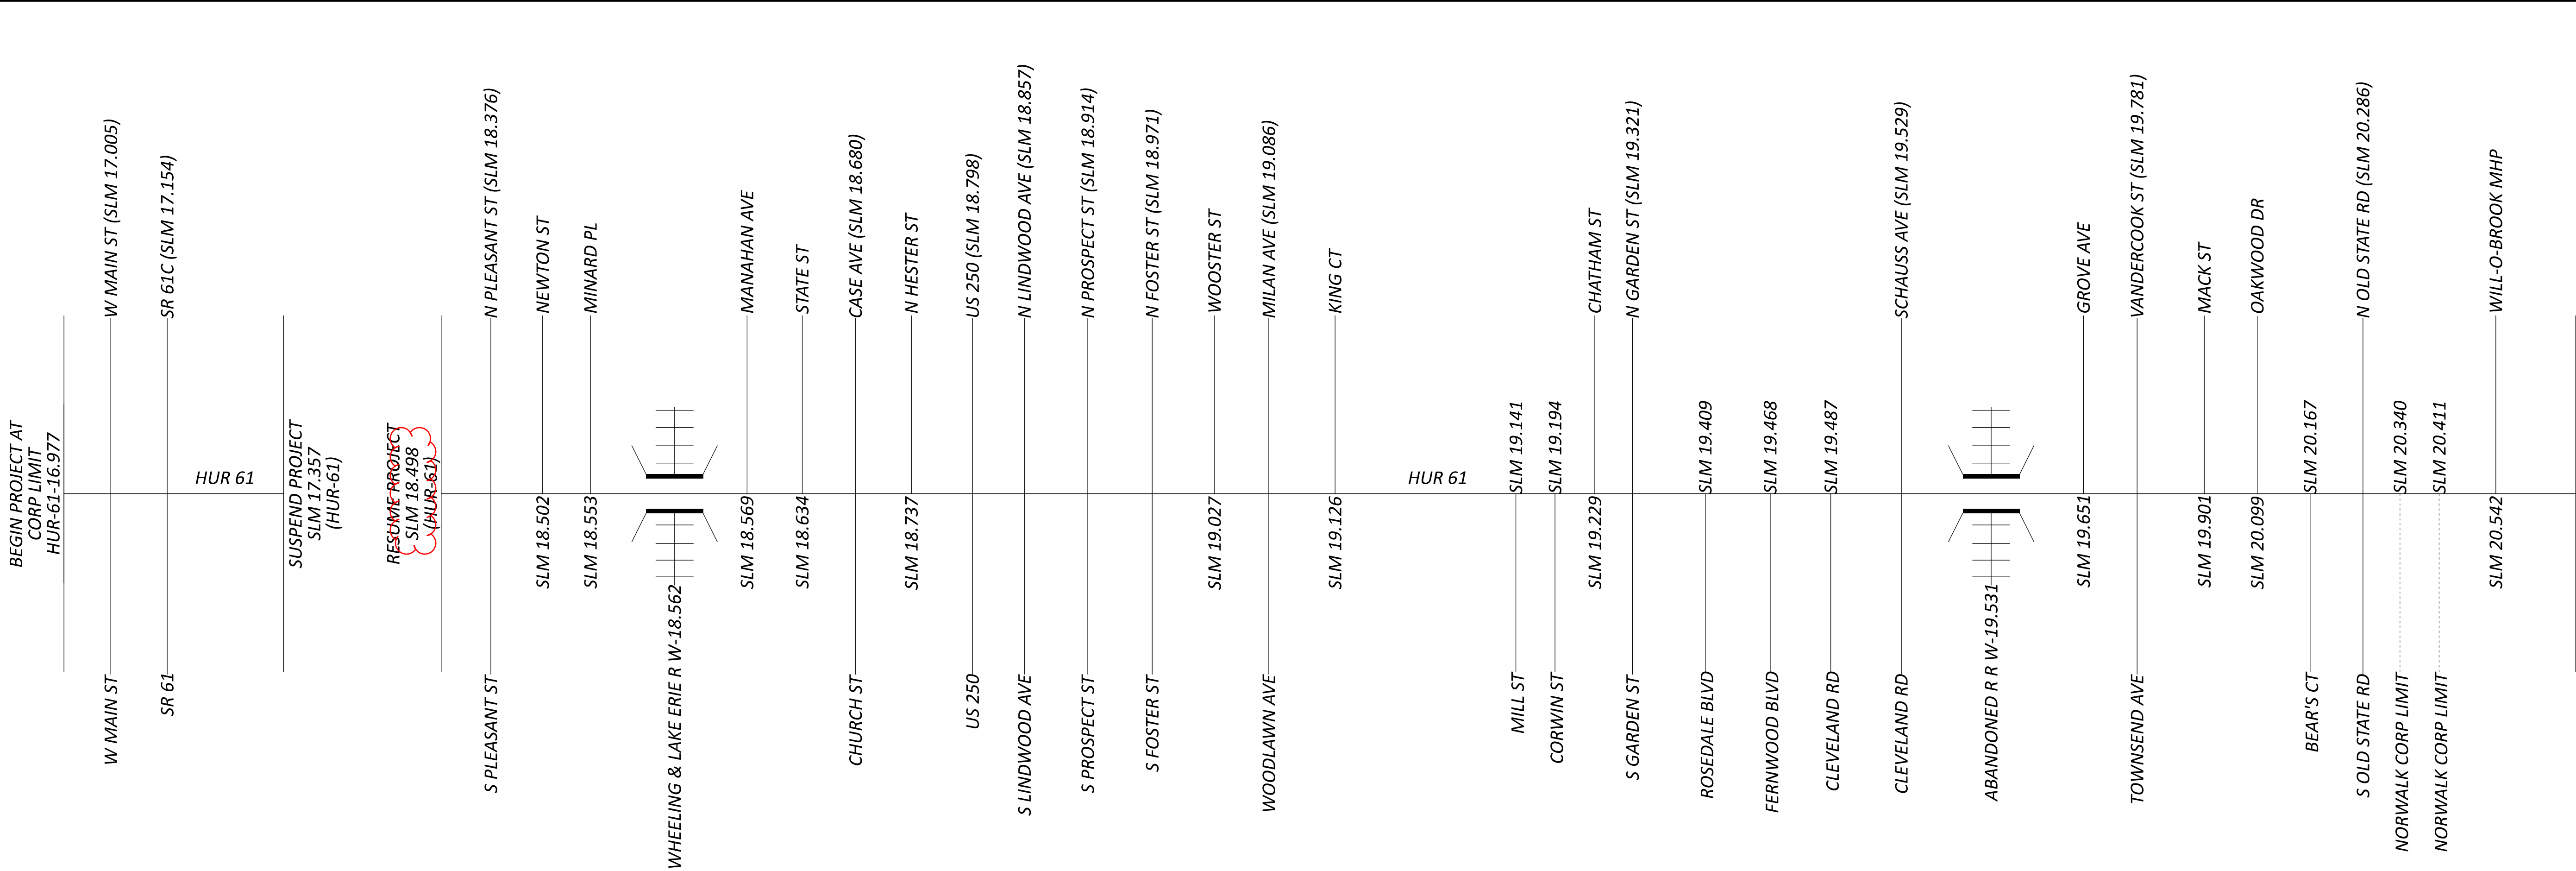 BEGIN PROJECT AT
CORP LIMIT
HUR-61-16.977
W MAIN ST (SLM 17.005)
W MAIN ST
SR 61C (SLM 17.154)
SR 61
HUR 61
SUSPEND PROJECT
SLM 17.357
(HUR-61)
RESUME PROJECT
SLM 18.498
(HUR-61)
N PLEASANT ST (SLM 18.376)
S PLEASANT ST
NEWTON ST
SLM 18.502
MINARD PL
SLM 18.553
WHEELING & LAKE ERIE R W-18.562
MANAHAN AVE
SLM 18.569
STATE ST
SLM 18.634
CASE AVE (SLM 18.680)
CHURCH ST
N HESTER ST
SLM 18.737
US 250 (SLM 18.798)
US 250
N LINDWOOD AVE (SLM 18.857)
S LINDWOOD AVE
N PROSPECT ST (SLM 18.914)
S PROSPECT ST
N FOSTER ST (SLM 18.971)
S FOSTER ST
WOOSTER ST
SLM 19.027
MILAN AVE (SLM 19.086)
WOODLAWN AVE
KING CT
SLM 19.126
HUR 61
SLM 19.141
MILL ST
SLM 19.194
CORWIN ST
CHATHAM ST
SLM 19.229
N GARDEN ST (SLM 19.321)
S GARDEN ST
SLM 19.409
ROSEDALE BLVD
SLM 19.468
FERNWOOD BLVD
SLM 19.487
CLEVELAND RD
SCHAUSS AVE (SLM 19.529)
CLEVELAND RD
ABANDONED R R W-19.531
GROVE AVE
SLM 19.651
VANDERCOOK ST (SLM 19.781)
TOWNSEND AVE
MACK ST
SLM 19.901
OAKWOOD DR
SLM 20.099
SLM 20.167
BEAR'S CT
N OLD STATE RD (SLM 20.286)
S OLD STATE RD
SLM 20.340
NORWALK CORP LIMIT
SLM 20.411
NORWALK CORP LIMIT
WILL-O-BROOK MHP
SLM 20.542